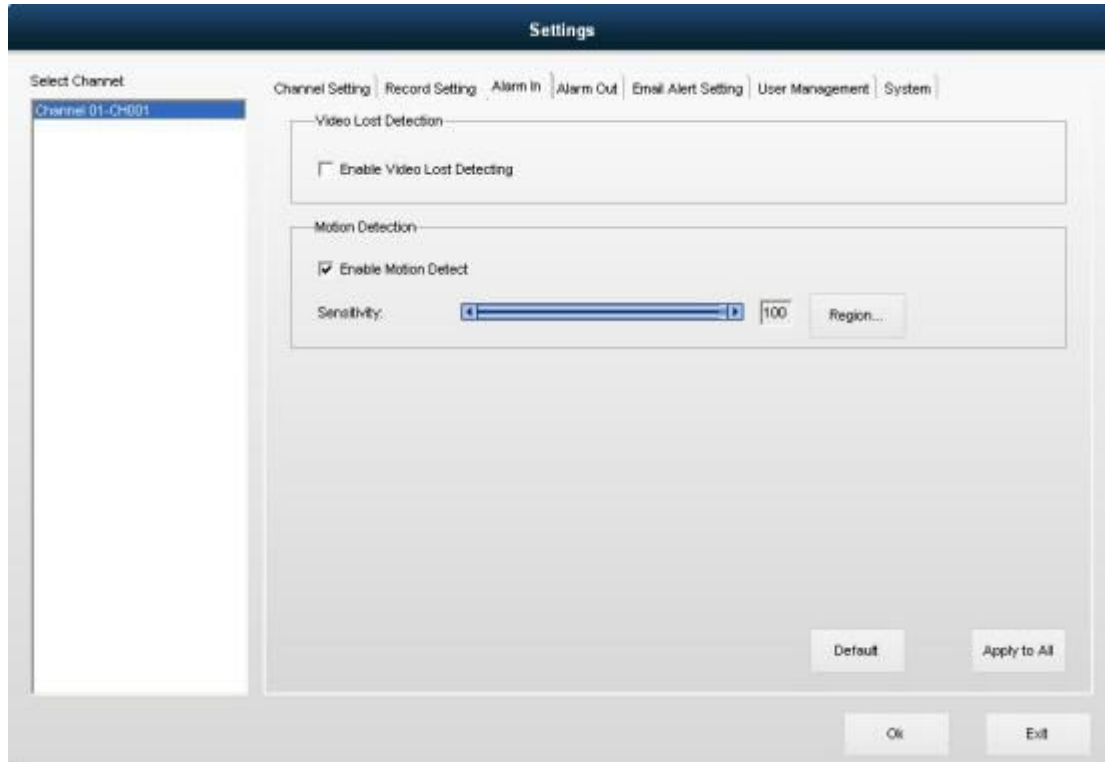 Settings
Select Channel
Channel 01-CH001
Channel Setting Record Setting Alarm In Alarm Out Email Alert Setting User Management System
Video Lost Detection
Enable Video Lost Detecting
Motion Detection
Enable Motion Detect
Sensitivity: 100 Region...
Default Apply to All
Ok Exit